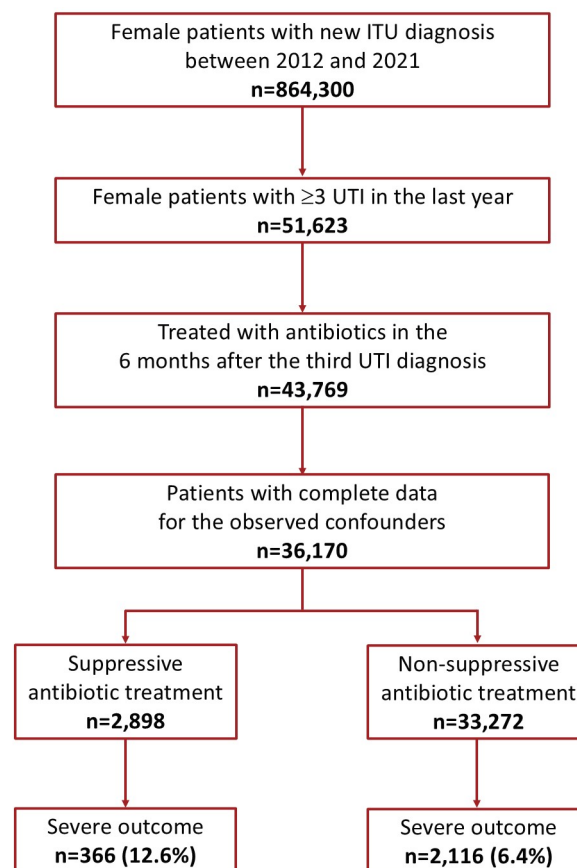 Female patients with new ITU diagnosis
between 2012 and 2021
n=864,300
Female patients with ≥3 UTI in the last year
n=51,623
Treated with antibiotics in the
6 months after the third UTI diagnosis
n=43,769
Patients with complete data
for the observed confounders
n=36,170
Suppressive
antibiotic treatment
n=2,898
Non-suppressive
antibiotic treatment
n=33,272
Severe outcome
n=366 (12.6%)
Severe outcome
n=2,116 (6.4%)